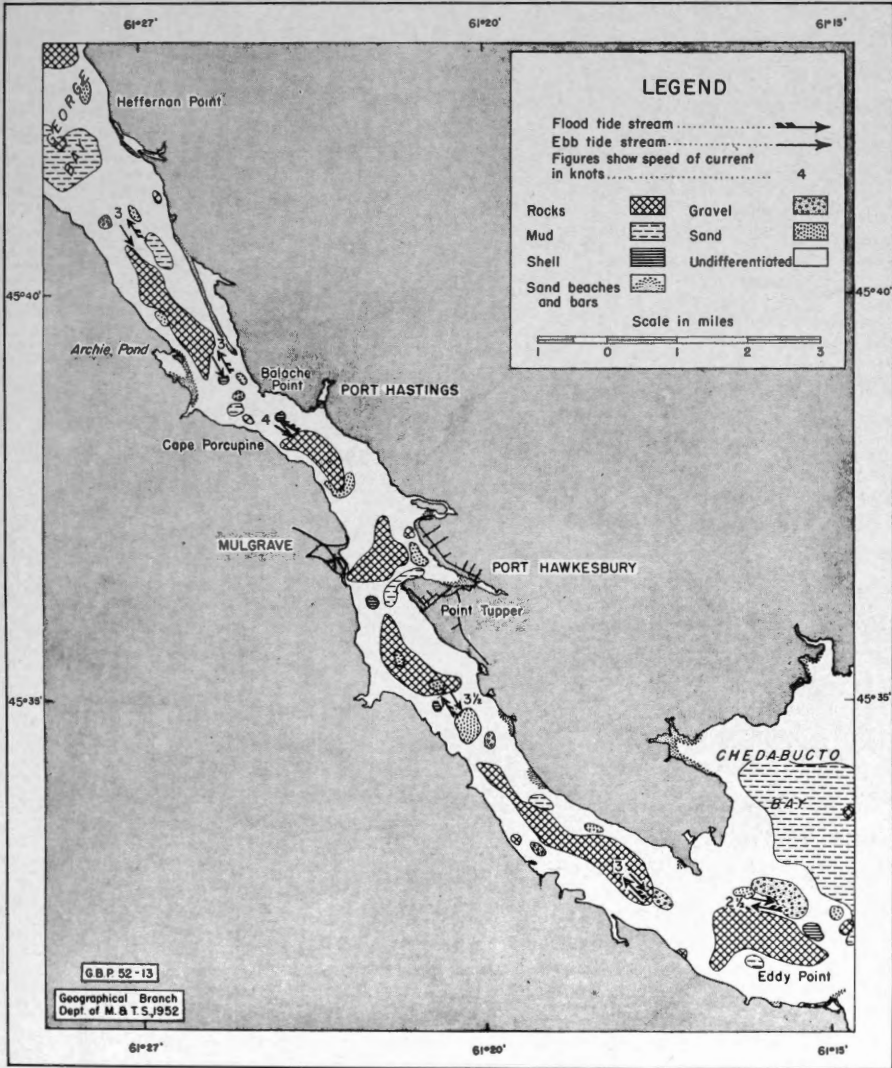 61°27'
61°20'
61°15'
GEORGE
BAY
Heffernan Point
LEGEND
Flood tide stream
Ebb tide stream
Figures show speed of current
in knots 4
Rocks
Gravel
Mud
Sand
Shell
Undifferentiated
Sand beaches
and bars
Scale in miles
1 0 1 2 3
3
45°40'
45°40'
Archie, Pond
3
Balache
Point
PORT HASTINGS
4
Cape Porcupine
MULGRAVE
PORT HAWKESBURY
Point Tupper
45°35'
3½
45°35'
CHEDA-BUCTO
BAY
3
2½
Eddy Point
G.B.P. 52-13
Geographical Branch
Dept. of M. & T. S., 1952
61°27'
61°20'
61°15'